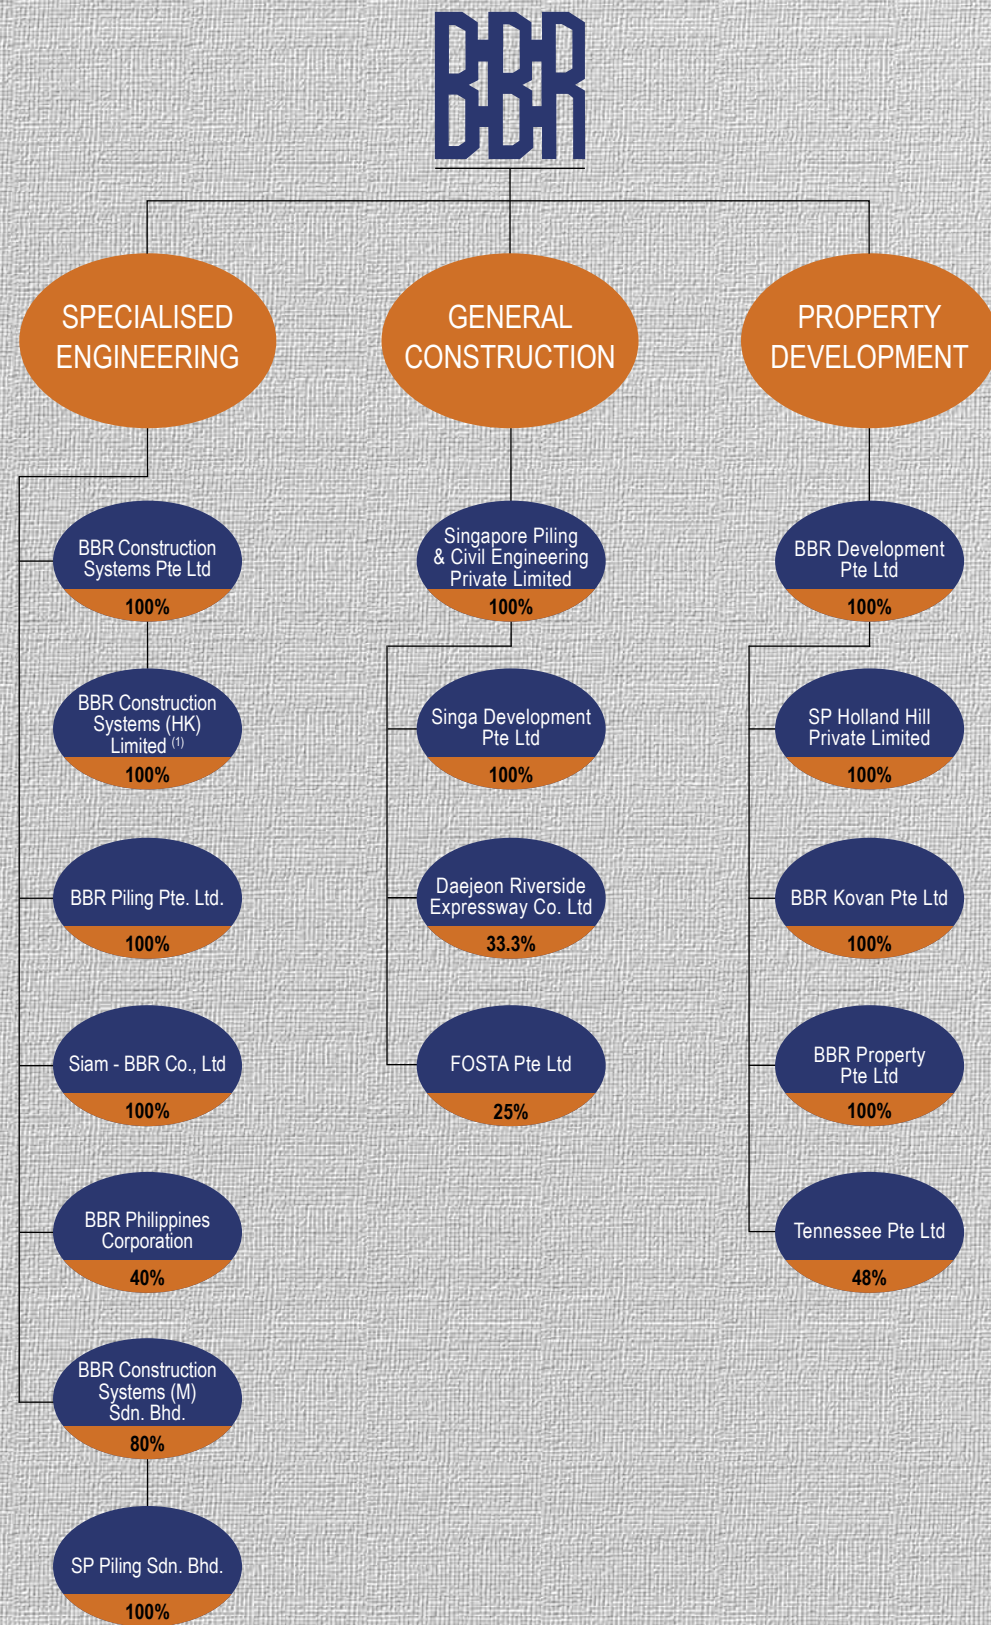 BBR
SPECIALISED
ENGINEERING
GENERAL
CONSTRUCTION
PROPERTY
DEVELOPMENT
BBR Construction
Systems Pte Ltd
100%
BBR Construction
Systems (HK)
Limited (1)
100%
BBR Piling Pte. Ltd.
100%
Siam - BBR Co., Ltd
100%
BBR Philippines
Corporation
40%
BBR Construction
Systems (M)
Sdn. Bhd.
80%
SP Piling Sdn. Bhd.
100%
Singapore Piling
& Civil Engineering
Private Limited
100%
Singa Development
Pte Ltd
100%
Daejeon Riverside
Expressway Co. Ltd
33.3%
FOSTA Pte Ltd
25%
BBR Development
Pte Ltd
100%
SP Holland Hill
Private Limited
100%
BBR Kovan Pte Ltd
100%
BBR Property
Pte Ltd
100%
Tennessee Pte Ltd
48%